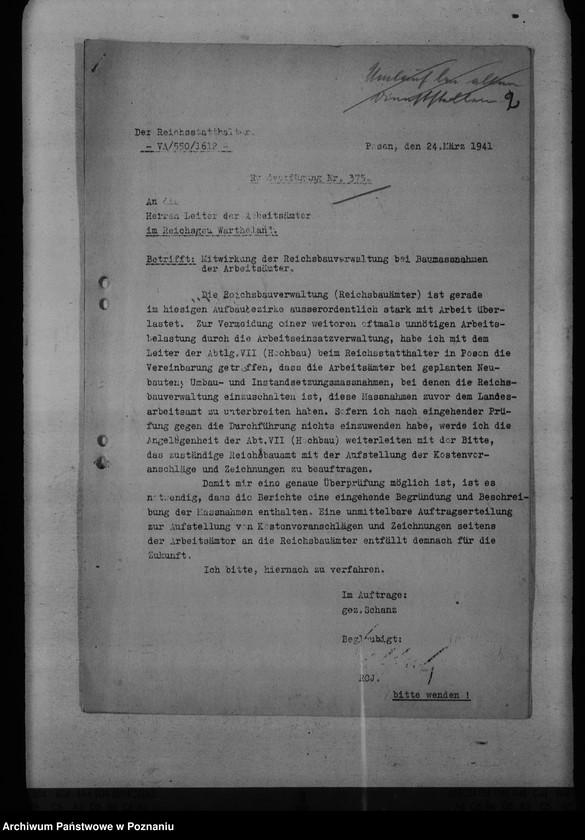 Umlauf bei allen
Dienststellen 2
Der Reichsstatthalter.
- VA/550/1612 -
Posen, den 24.März 1941
Rundverfügung Nr. 375.
An die
Herren Leiter der Arbeitsämter
im Reichsgau Wartheland.
Betrifft: Mitwirkung der Reichsbauverwaltung bei Baumassnahmen
der Arbeitsämter.
Die Reichsbauverwaltung (Reichsbauämter) ist gerade
im hiesigen Aufbaubezirke ausserordentlich stark mit Arbeit über-
lastet. Zur Vermeidung einer weiteren oftmals unnötigen Arbeits-
belastung durch die Arbeitseinsatzverwaltung, habe ich mit dem
Leiter der Abtlg.VII (Hochbau) beim Reichsstatthalter in Posen die
Vereinbarung getroffen, dass die Arbeitsämter bei geplanten Neu-
bauten, Umbau- und Instandsetzungsmassnahmen, bei denen die Reichs-
bauverwaltung einzuschalten ist, diese Massnahmen zuvor dem Landes-
arbeitsamt zu unterbreiten haben. Sofern ich nach eingehender Prü-
fung gegen die Durchführung nichts einzuwenden habe, werde ich die
Angelegenheit der Abt.VII (Hochbau) weiterleiten mit der Bitte,
das zuständige Reichsbauamt mit der Aufstellung der Kostenvor-
anschläge und Zeichnungen zu beauftragen.
Damit mir eine genaue Überprüfung möglich ist, ist es
notwendig, dass die Berichte eine eingehende Begründung und Beschrei-
bung der Massnahmen enthalten. Eine unmittelbare Auftragserteilung
zur Aufstellung von Kostenvoranschlägen und Zeichnungen seitens
der Arbeitsämter an die Reichsbauämter entfällt demnach für die
Zukunft.
Ich bitte, hiernach zu verfahren.
Im Auftrage:
gez.Schanz
Beglaubigt:
ROJ.
bitte wenden !
Archiwum Państwowe w Poznaniu